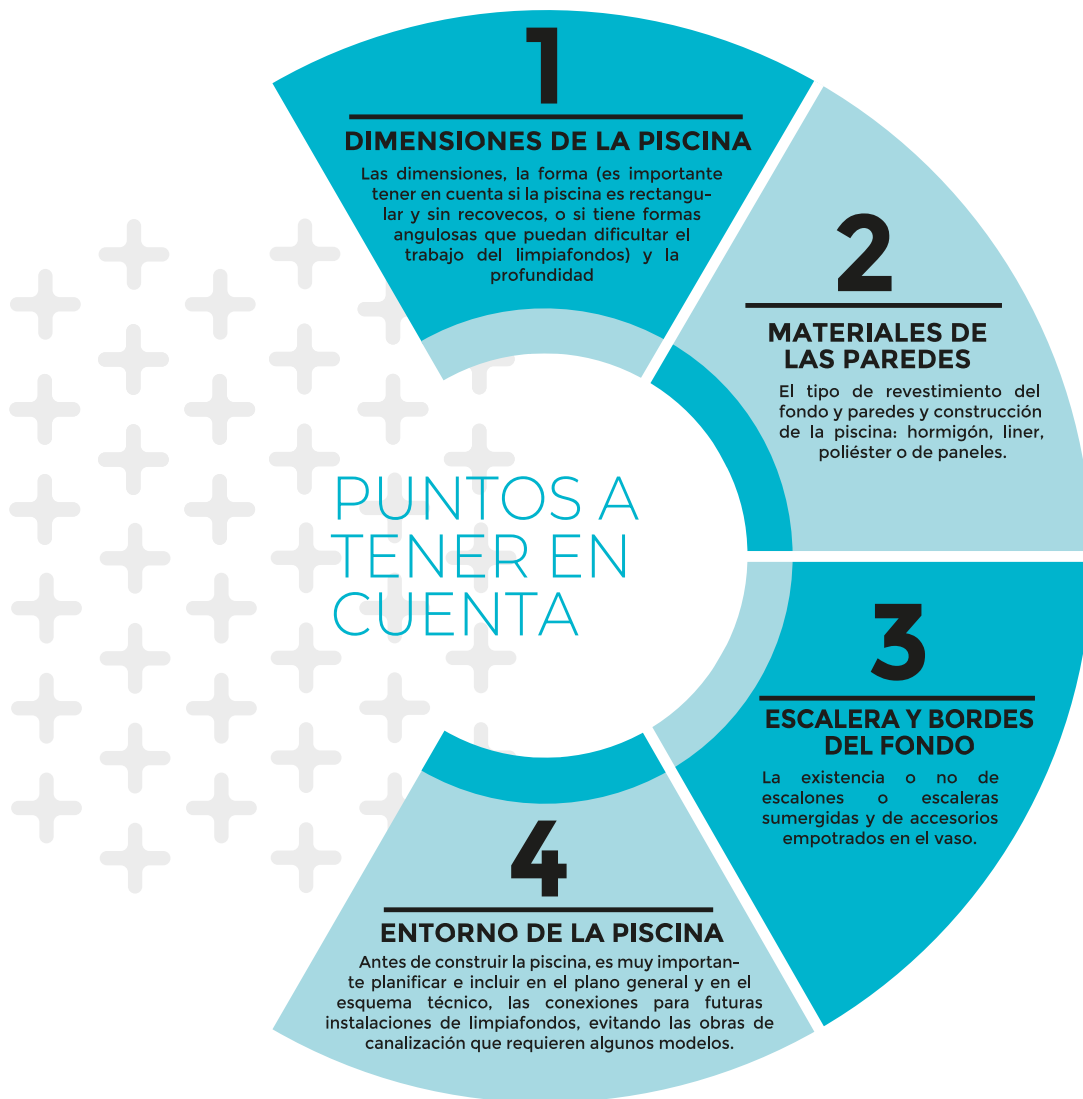 1
DIMENSIONES DE LA PISCINA
Las dimensiones, la forma (es importante
tener en cuenta si la piscina es rectangu-
lar y sin recovecos, o si tiene formas
angulosas que puedan dificultar el
trabajo del limpiafondos) y la
profundidad
2
MATERIALES DE
LAS PAREDES
El tipo de revestimiento del
fondo y paredes y construcción
de la piscina: hormigón, liner,
poliéster o de paneles.
PUNTOS A
TENER EN
CUENTA
3
ESCALERA Y BORDES
DEL FONDO
La existencia o no de
escalones o escaleras
sumergidas y de accesorios
empotrados en el vaso.
4
ENTORNO DE LA PISCINA
Antes de construir la piscina, es muy importan-
te planificar e incluir en el plano general y en el
esquema técnico, las conexiones para futuras
instalaciones de limpiafondos, evitando las obras de
canalización que requieren algunos modelos.